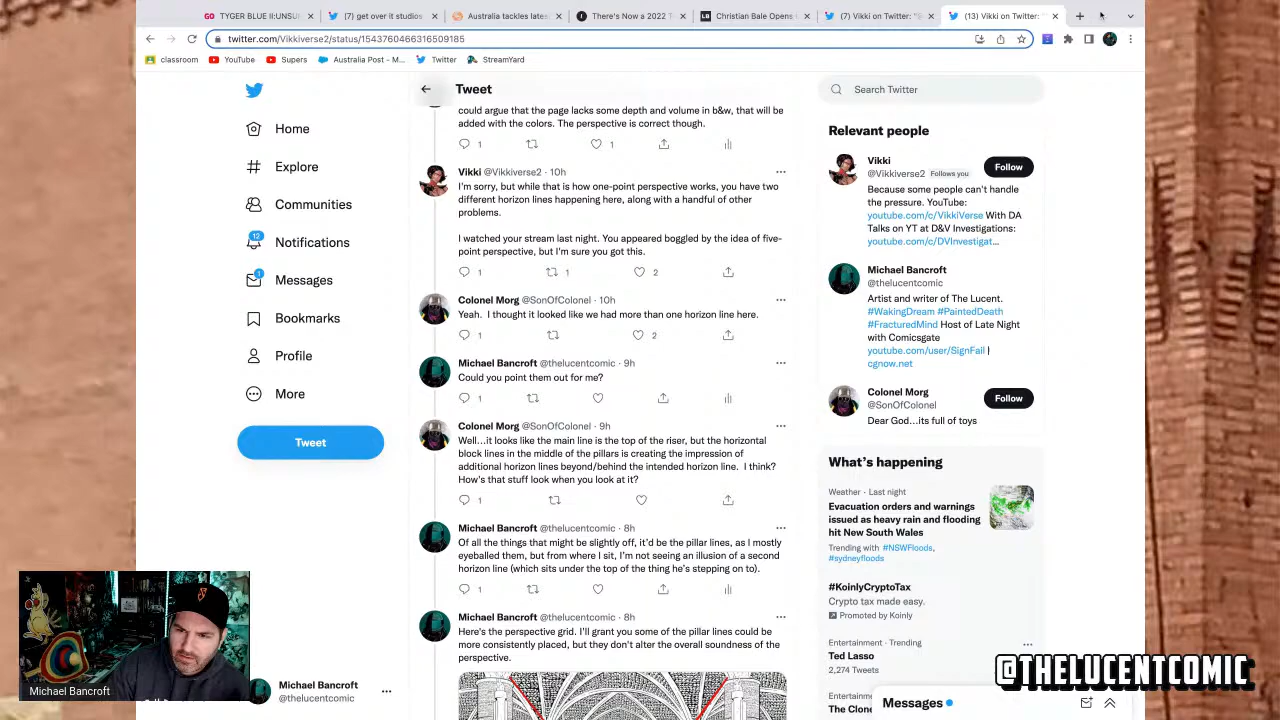 TYGER BLUE II:UNSU
(7) get over it studios
Australia tackles lates
There's Now a 2022 T
Christian Bale Opens
(7) Vikki on Twitter: "
(13) Vikki on Twitter: "
twitter.com/Vikkiverse2/status/1543760466316509185
classroom
YouTube
Supers
Australia Post - M...
Twitter
StreamYard
Home
Explore
Communities
12
Notifications
1
Messages
Bookmarks
Profile
More
Tweet
Michael Bancroft
@thelucentcomic
Tweet
could argue that the page lacks some depth and volume in b&w, that will be
added with the colors. The perspective is correct though.
1
1
Vikki @Vikkiverse2 · 10h
I'm sorry, but while that is how one-point perspective works, you have two
different horizon lines happening here, along with a handful of other
problems.
I watched your stream last night. You appeared boggled by the idea of five-
point perspective, but I'm sure you got this.
1
1
2
Colonel Morg @SonOfColonel · 10h
Yeah. I thought it looked like we had more than one horizon line here.
1
2
Michael Bancroft @thelucentcomic · 9h
Could you point them out for me?
1
Colonel Morg @SonOfColonel · 9h
Well...it looks like the main line is the top of the riser, but the horizontal
block lines in the middle of the pillars is creating the impression of
additional horizon lines beyond/behind the intended horizon line. I think?
How's that stuff look when you look at it?
1
Michael Bancroft @thelucentcomic · 8h
Of all the things that might be slightly off, it'd be the pillar lines, as I mostly
eyeballed them, but from where I sit, I'm not seeing an illusion of a second
horizon line (which sits under the top of the thing he's stepping on to).
1
Michael Bancroft @thelucentcomic · 8h
Here's the perspective grid. I'll grant you some of the pillar lines could be
more consistently placed, but they don't alter the overall soundness of the
perspective.
Search Twitter
Relevant people
Vikki
@Vikkiverse2 Follows you
Follow
Because some people can't handle
the pressure. YouTube:
youtube.com/c/VikkiVerse With DA
Talks on YT at D&V Investigations:
youtube.com/c/DVInvestigat...
Michael Bancroft
@thelucentcomic
Artist and writer of The Lucent.
#WakingDream #PaintedDeath
#FracturedMind Host of Late Night
with Comicsgate
youtube.com/user/SignFail |
cgnow.net
Colonel Morg
@SonOfColonel
Follow
Dear God...its full of toys
What's happening
Weather · Last night
Evacuation orders and warnings
issued as heavy rain and flooding
hit New South Wales
Trending with #NSWFloods,
#sydneyfloods
#KoinlyCryptoTax
Crypto tax made easy.
Promoted by Koinly
Entertainment · Trending
Ted Lasso
2,274 Tweets
Entertainm
The Clone
Messages
Michael Bancroft
@THELUCENTCOMIC